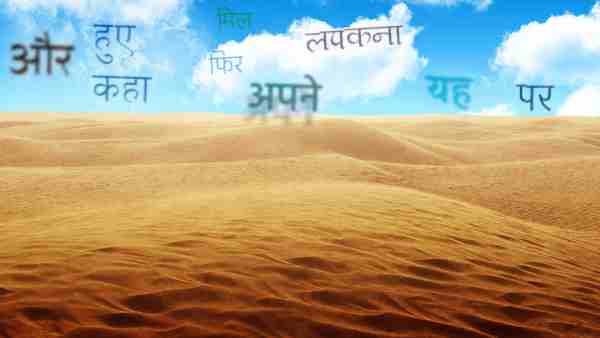 और हुए मिल लपकना
कहा फिर अपने यह पर